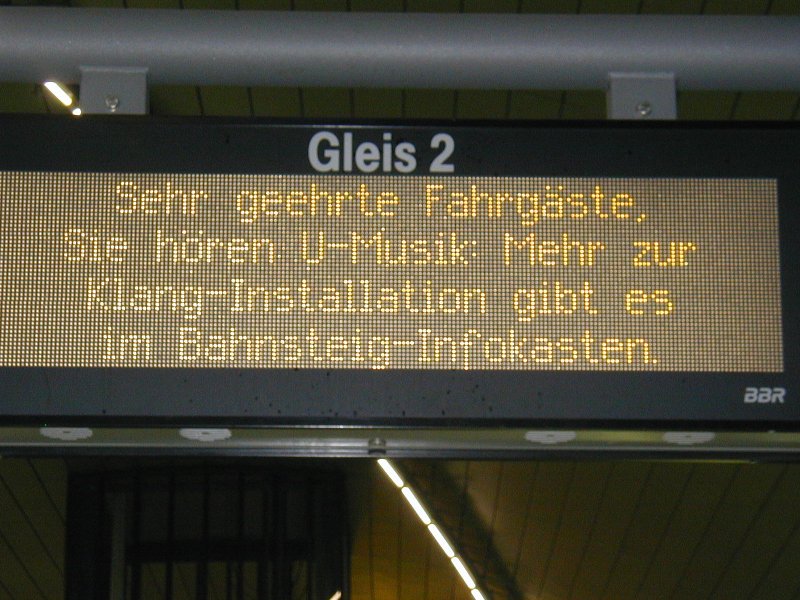 Gleis 2
Sehr geehrte Fahrgäste,
Sie hören U-Musik. Mehr zur
Klang-Installation gibt es
im Bahnsteig-Infokasten.
BBR